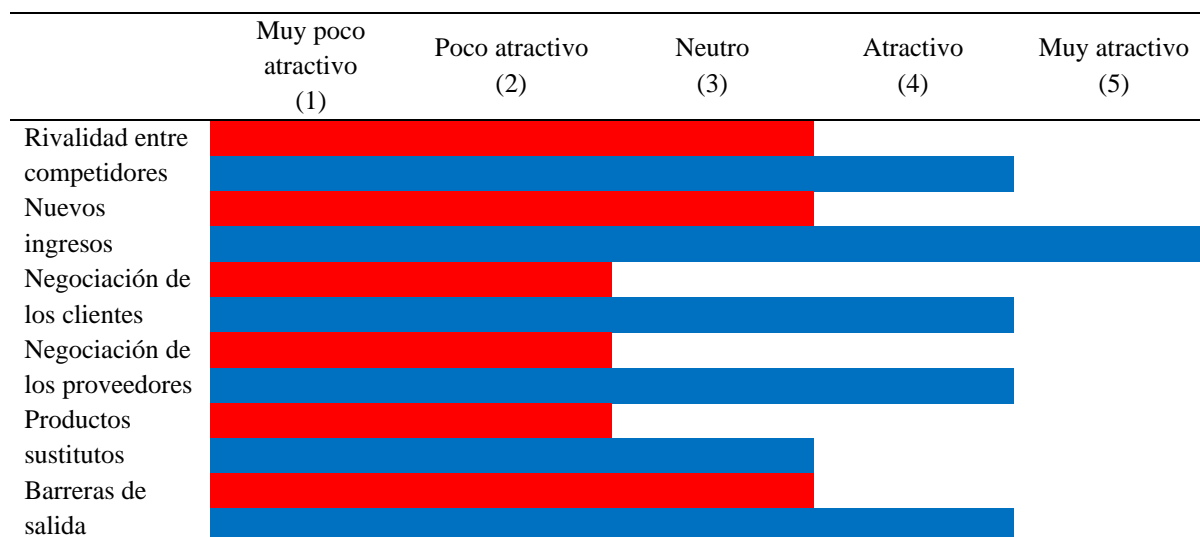 Muy poco
atractivo
(1)
Poco atractivo
(2)
Neutro
(3)
Atractivo
(4)
Muy atractivo
(5)
Rivalidad entre
competidores
Nuevos
ingresos
Negociación de
los clientes
Negociación de
los proveedores
Productos
sustitutos
Barreras de
salida